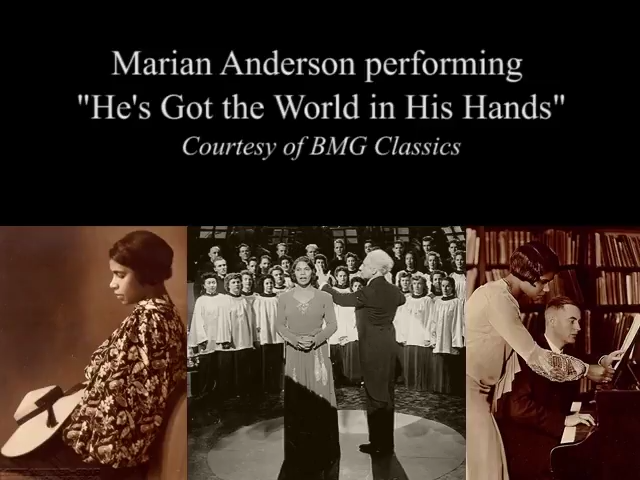 Marian Anderson performing
"He's Got the World in His Hands"
Courtesy of BMG Classics